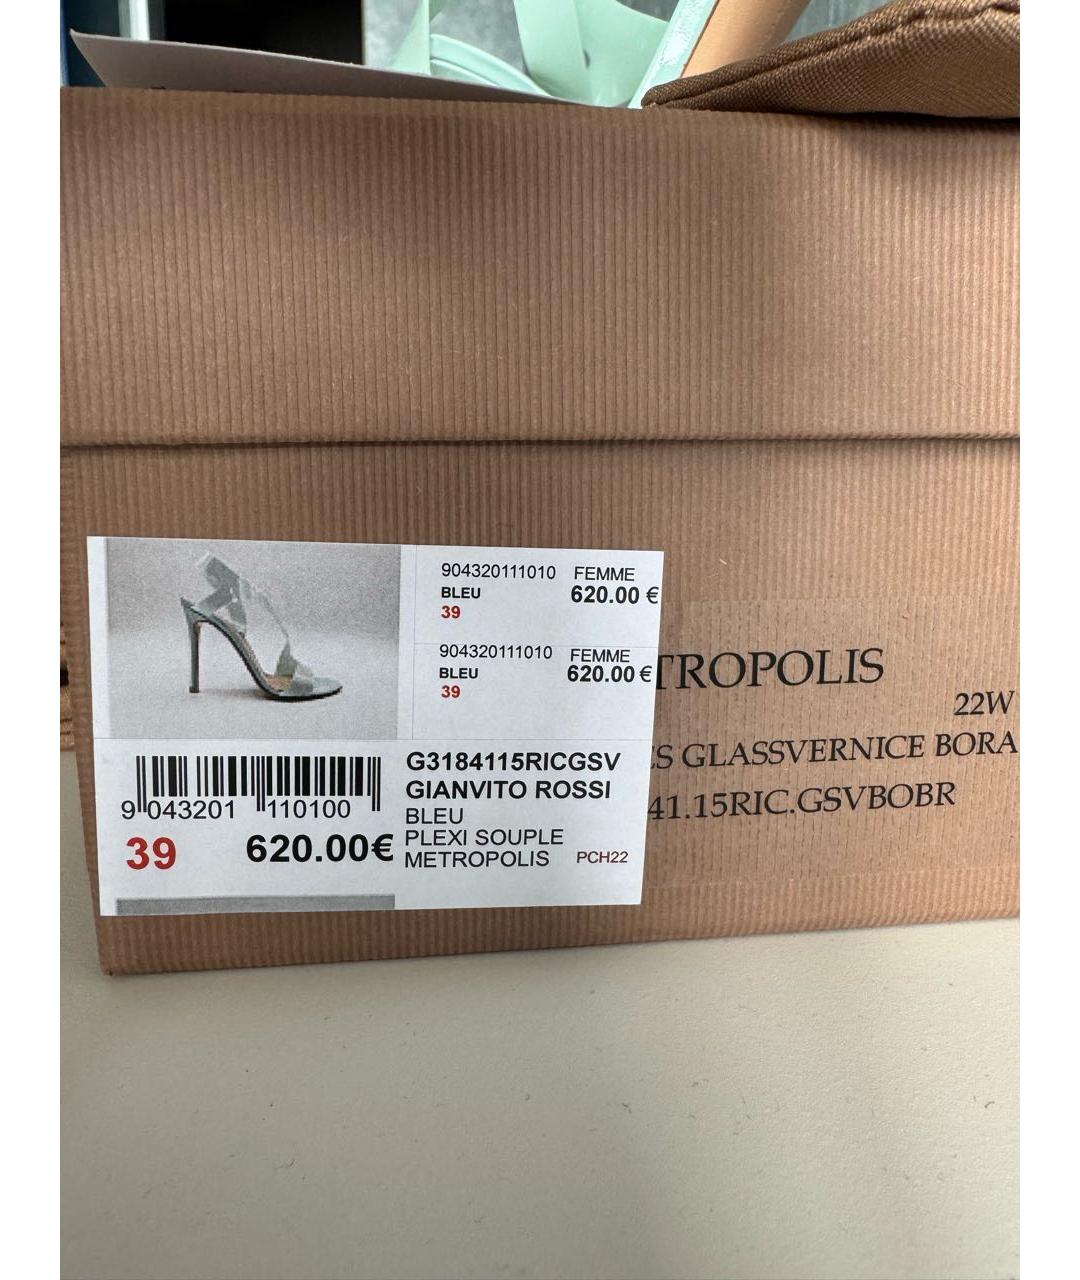 904320111010 FEMME
BLEU 620.00 €
39
904320111010 FEMME
BLEU 620.00 €
39
G3184115RICGSV
GIANVITO ROSSI
BLEU
PLEXI SOUPLE
METROPOLIS PCH22
9 043201 110100
39 620.00€
TROPOLIS
22W
ES GLASSVERNICE BORA
41.15RIC.GSVBOBR